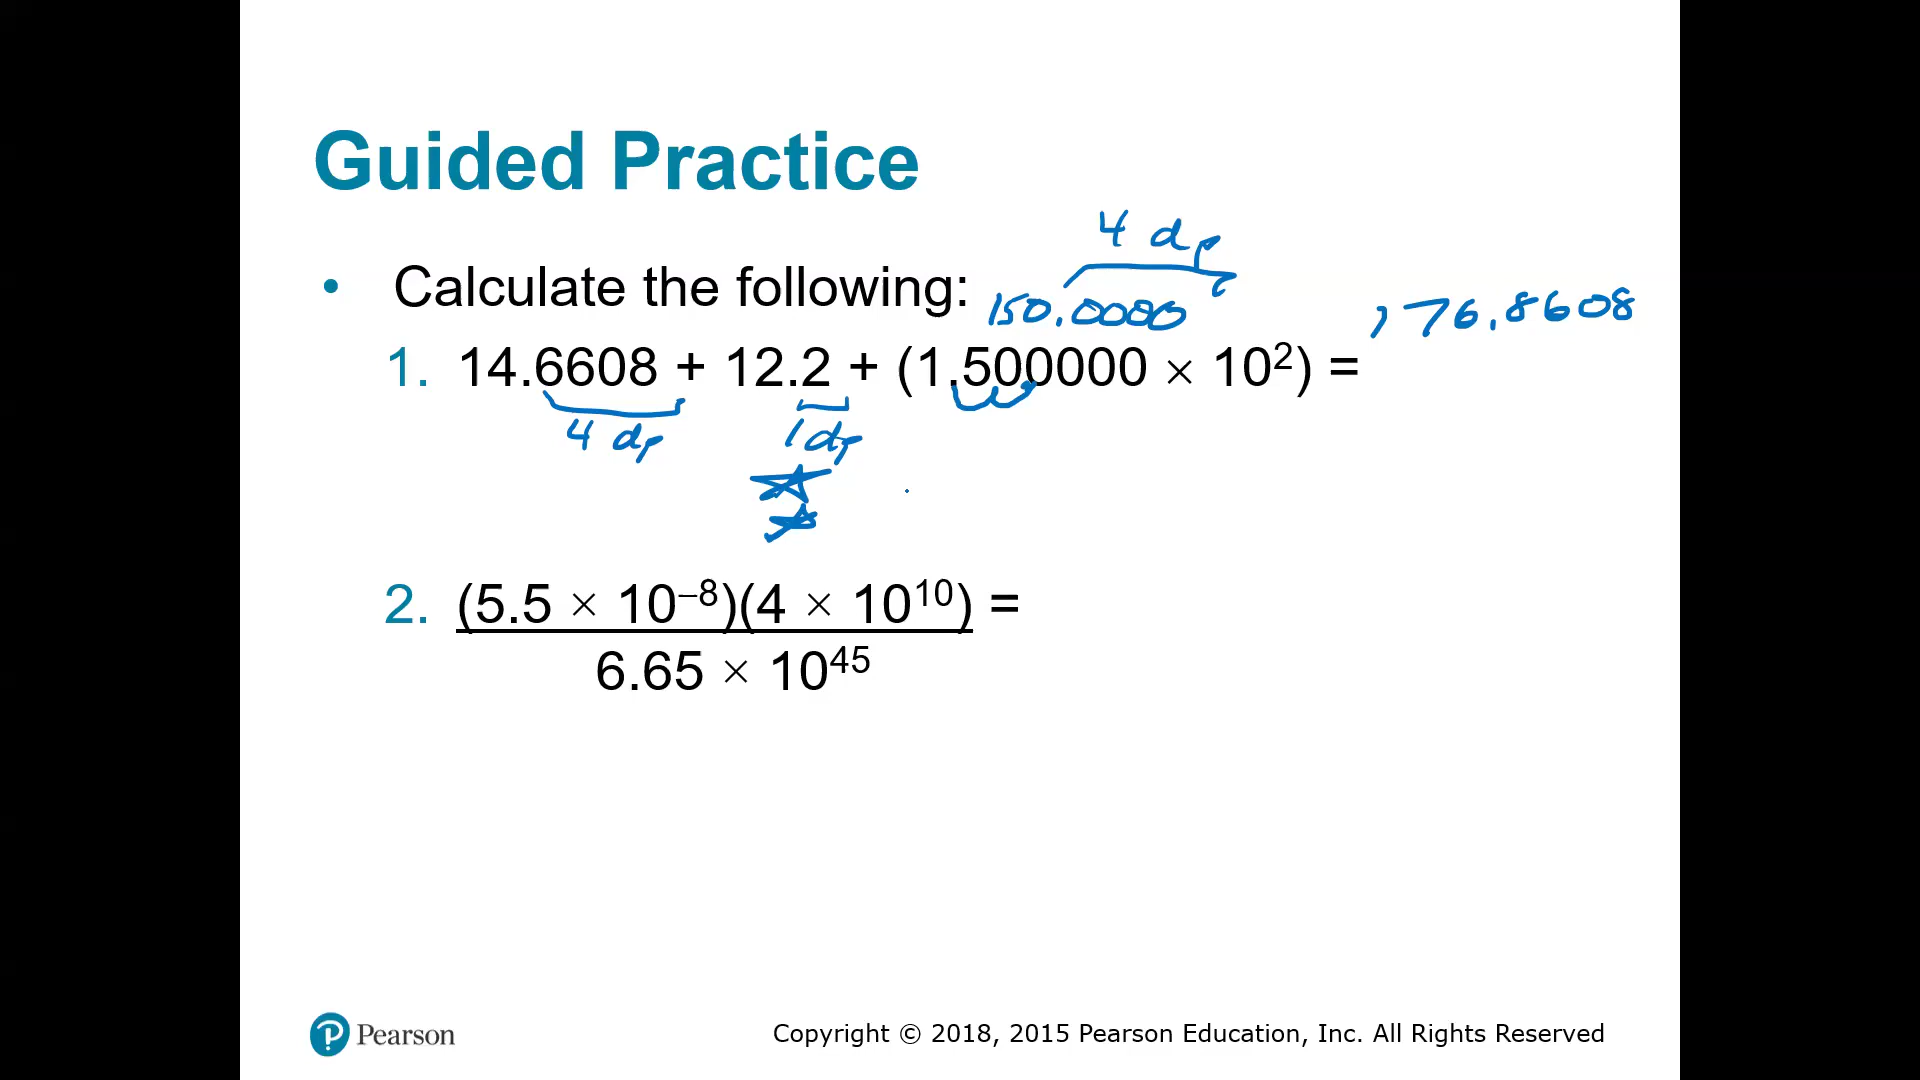 Guided Practice
4 dp
• Calculate the following:
150.0000
176.8608
1. 14.6608 + 12.2 + (1.500000 × 10²) =
4 dp
1 dp
2. (5.5 × 10⁻⁸)(4 × 10¹⁰) =
6.65 × 10⁴⁵
Pearson
Copyright © 2018, 2015 Pearson Education, Inc. All Rights Reserved